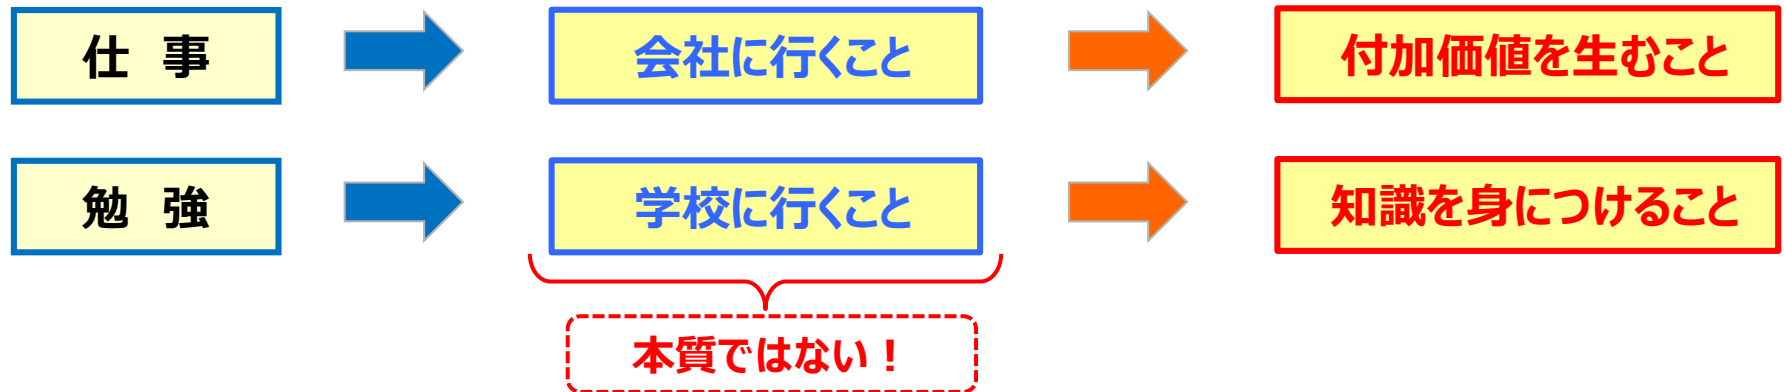 仕 事
会社に行くこと
付加価値を生むこと
勉 強
学校に行くこと
知識を身につけること
本質ではない！